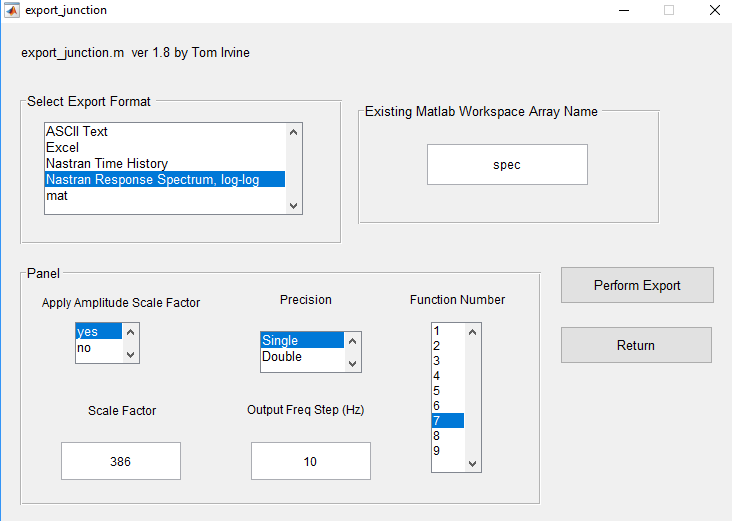 export_junction
export_junction.m ver 1.8 by Tom Irvine
Select Export Format
ASCII Text
Excel
Nastran Time History
Nastran Response Spectrum, log-log
mat
Existing Matlab Workspace Array Name
spec
Panel
Apply Amplitude Scale Factor
yes
no
Precision
Single
Double
Function Number
1
2
3
4
5
6
7
8
9
Scale Factor
386
Output Freq Step (Hz)
10
Perform Export
Return